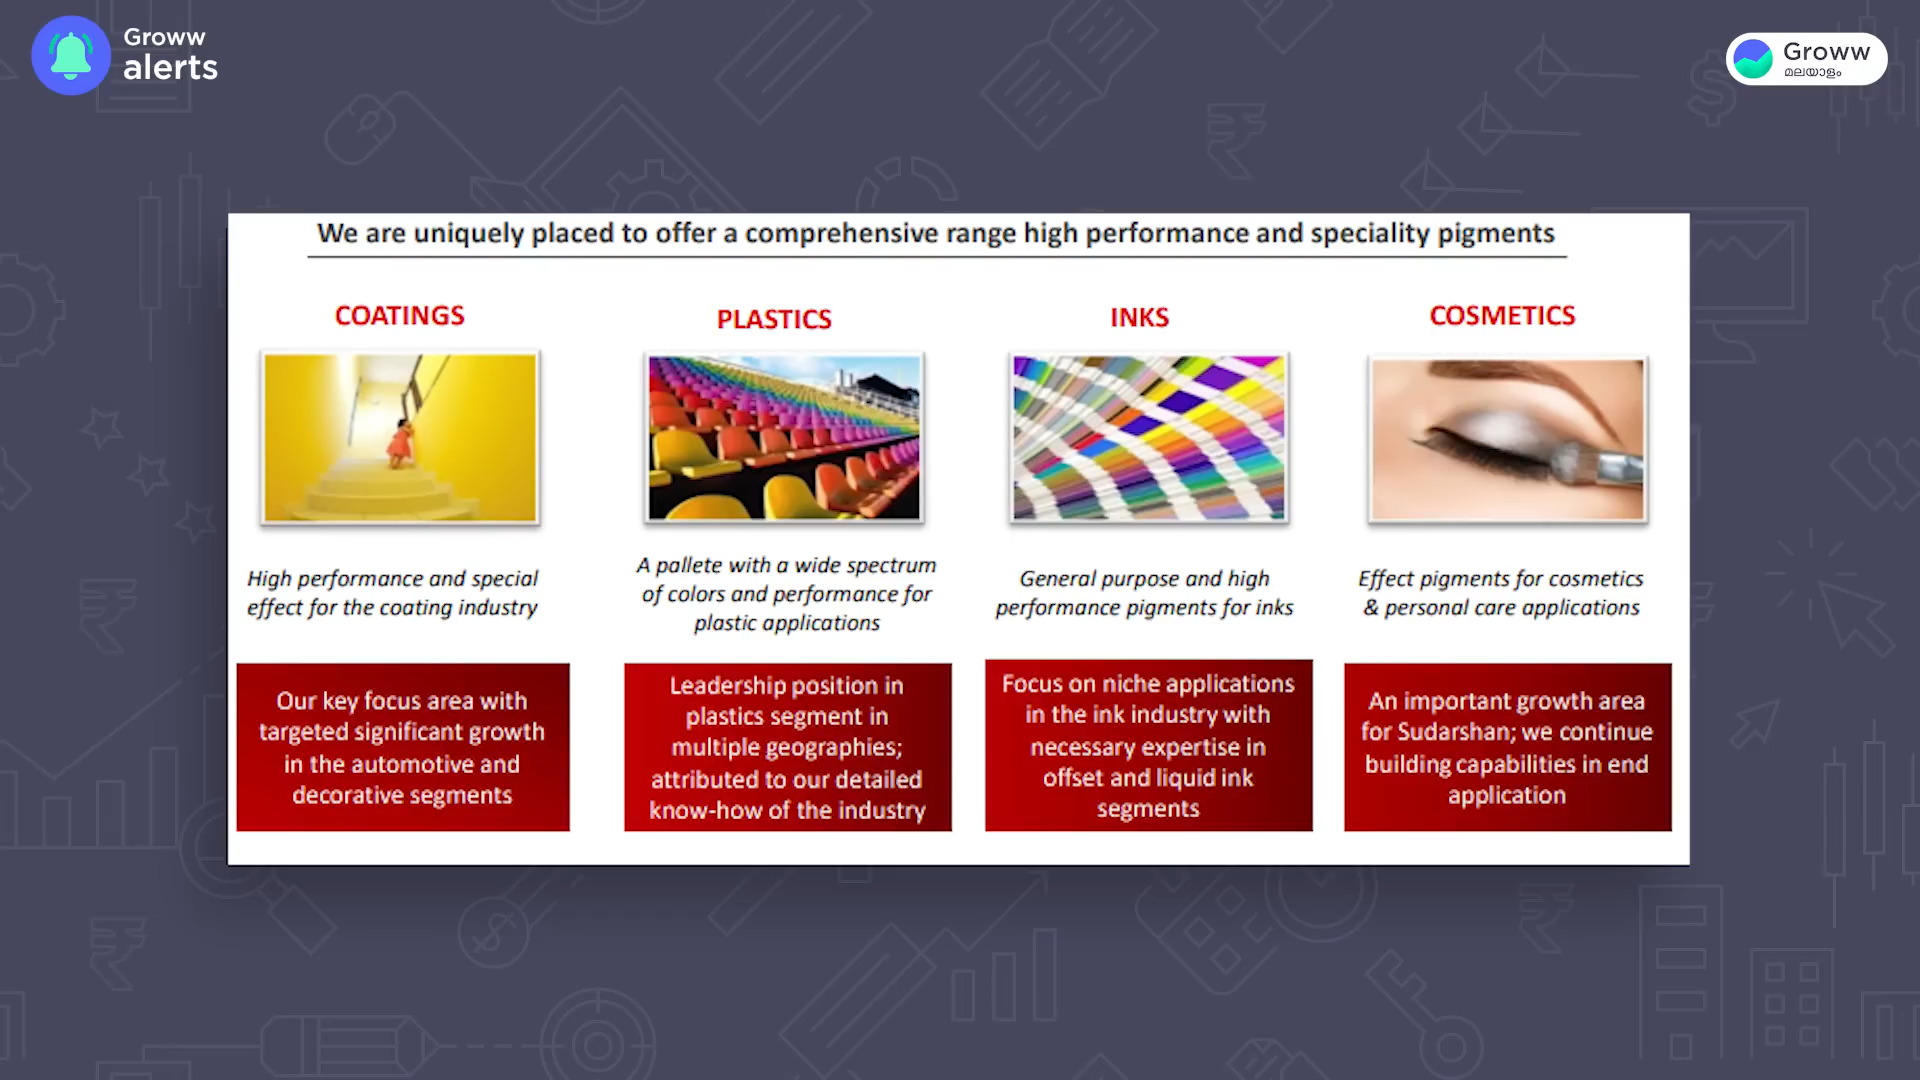 Groww
alerts
Groww
മലയാളം
We are uniquely placed to offer a comprehensive range high performance and speciality pigments
COATINGS
PLASTICS
INKS
COSMETICS
High performance and special
effect for the coating industry
A pallete with a wide spectrum
of colors and performance for
plastic applications
General purpose and high
performance pigments for inks
Effect pigments for cosmetics
& personal care applications
Our key focus area with
targeted significant growth
in the automotive and
decorative segments
Leadership position in
plastics segment in
multiple geographies;
attributed to our detailed
know-how of the industry
Focus on niche applications
in the ink industry with
necessary expertise in
offset and liquid ink
segments
An important growth area
for Sudarshan; we continue
building capabilities in end
application